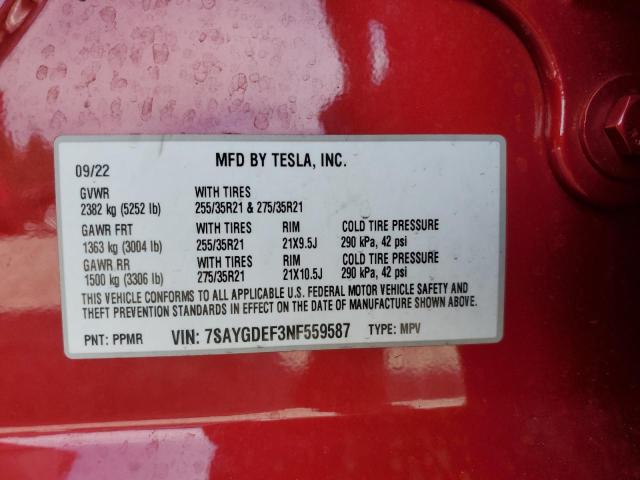 09/22 MFD BY TESLA, INC.
GVWR WITH TIRES
2382 kg (5252 lb) 255/35R21 & 275/35R21
GAWR FRT WITH TIRES RIM COLD TIRE PRESSURE
1363 kg (3004 lb) 255/35R21 21X9.5J 290 kPa, 42 psi
GAWR RR WITH TIRES RIM COLD TIRE PRESSURE
1500 kg (3306 lb) 275/35R21 21X10.5J 290 kPa, 42 psi
THIS VEHICLE CONFORMS TO ALL APPLICABLE U.S. FEDERAL MOTOR VEHICLE SAFETY AND
THEFT PREVENTION STANDARDS IN EFFECT ON THE DATE OF MANUFACTURE SHOWN ABOVE.
PNT: PPMR VIN: 7SAYGDEF3NF559587 TYPE: MPV